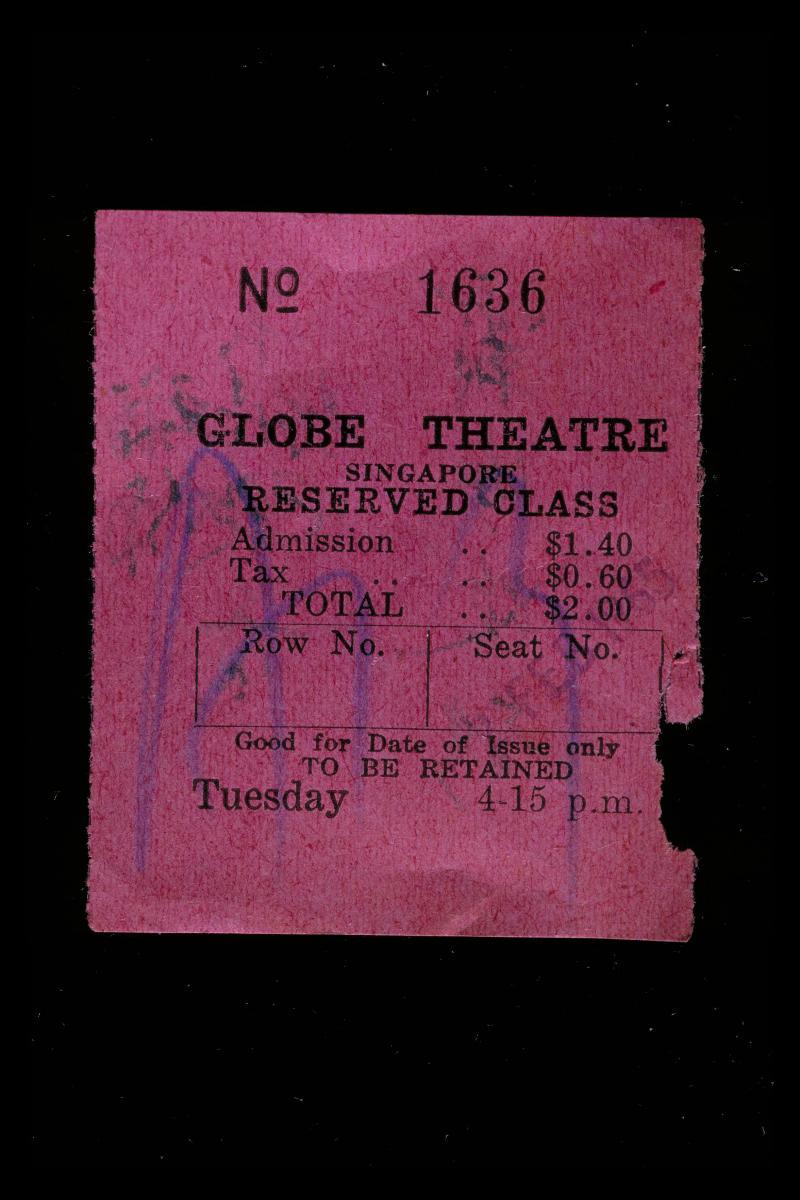 Nº 1636
GLOBE THEATRE
SINGAPORE
RESERVED CLASS
Admission .. $1.40
Tax .. .. $0.60
TOTAL .. $2.00
Row No. Seat No.
Good for Date of Issue only
TO BE RETAINED
Tuesday 4-15 p.m.